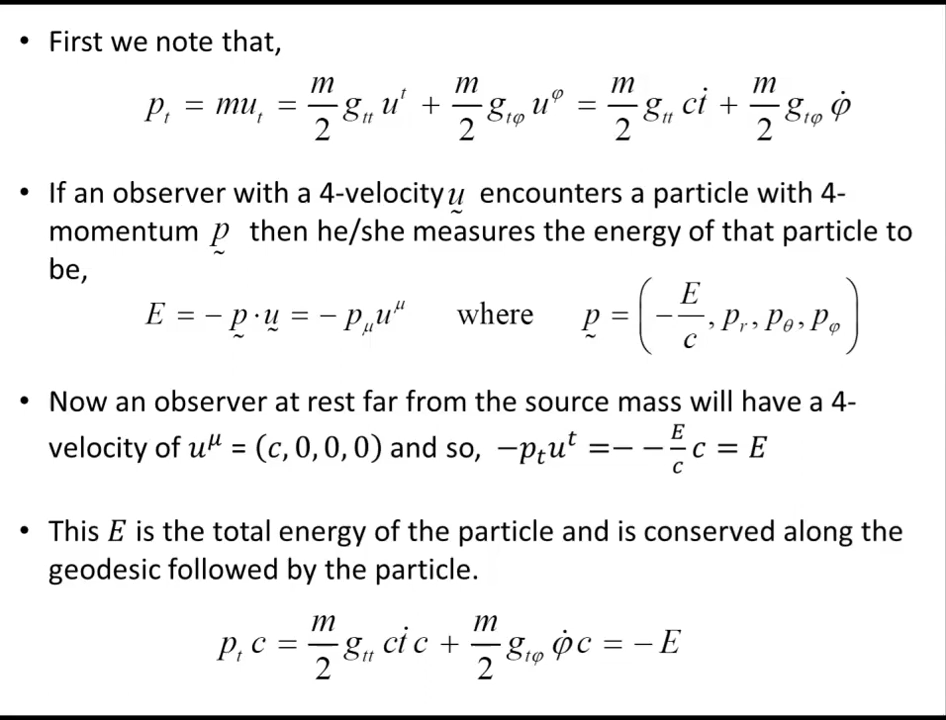 • First we note that,
p_t = mu_t = m/2 g_tt u^t + m/2 g_tφ u^φ = m/2 g_tt cṫ + m/2 g_tφ φ̇
• If an observer with a 4-velocity ṵ encounters a particle with 4-
momentum p̰ then he/she measures the energy of that particle to
be,
E = − p̰ · ṵ = − p_μ u^μ where p̰ = (− E/c, p_r, p_θ, p_φ)
• Now an observer at rest far from the source mass will have a 4-
velocity of u^μ = (c, 0, 0, 0) and so, −p_t u^t =− − E/c c = E
• This E is the total energy of the particle and is conserved along the
geodesic followed by the particle.
p_t c = m/2 g_tt cṫ c + m/2 g_tφ φ̇ c = − E